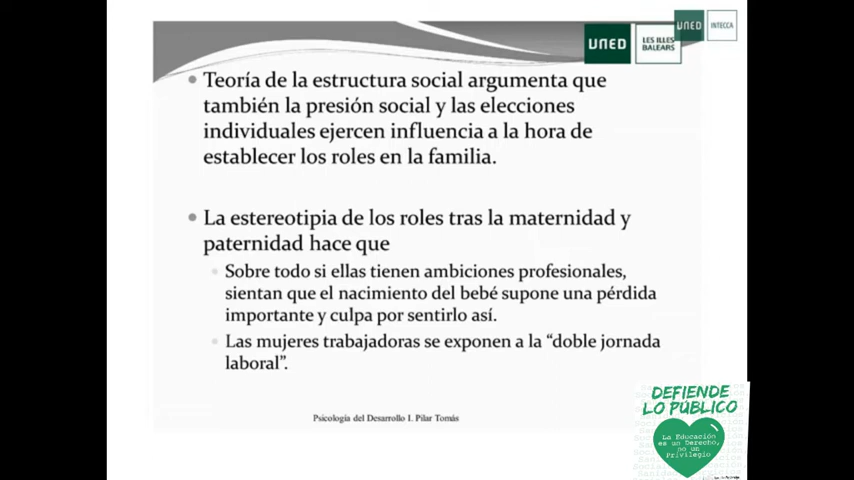 UNED
INTECCA
UNED
LES ILLES
BALEARS
Teoría de la estructura social argumenta que
también la presión social y las elecciones
individuales ejercen influencia a la hora de
establecer los roles en la familia.
La estereotipia de los roles tras la maternidad y
paternidad hace que
Sobre todo si ellas tienen ambiciones profesionales,
sientan que el nacimiento del bebé supone una pérdida
importante y culpa por sentirlo así.
Las mujeres trabajadoras se exponen a la “doble jornada
laboral”.
Psicología del Desarrollo I. Pilar Tomás
DEFIENDE
LO PÚBLICO
La Educación
es un Derecho,
no un
Privilegio